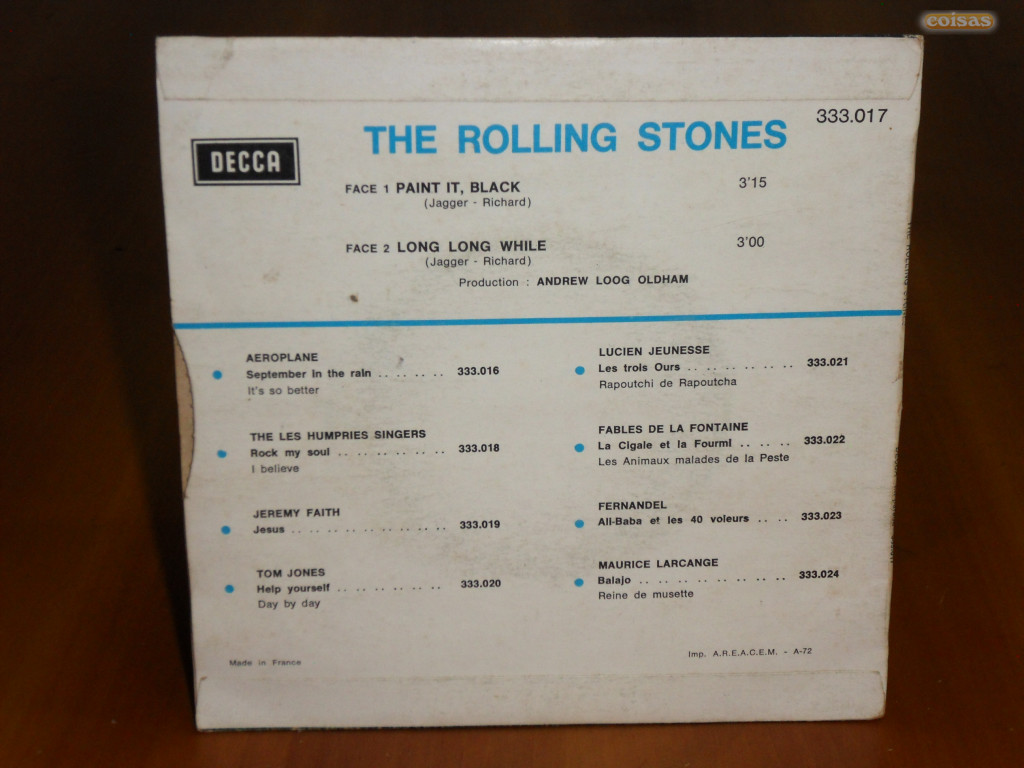 coisas
333.017
THE ROLLING STONES
DECCA
FACE 1 PAINT IT, BLACK 3'15
(Jagger - Richard)
FACE 2 LONG LONG WHILE 3'00
(Jagger - Richard)
Production : ANDREW LOOG OLDHAM
AEROPLANE
September in the rain .. .. .. .. 333.016
It's so better
THE LES HUMPRIES SINGERS
Rock my soul .. .. .. .. .. .. 333.018
I believe
JEREMY FAITH
Jesus .. .. .. .. .. .. .. .. 333.019
TOM JONES
Help yourself .. .. .. .. .. .. 333.020
Day by day
LUCIEN JEUNESSE
Les trois Ours .. .. .. .. .. .. 333.021
Rapoutchi de Rapoutcha
FABLES DE LA FONTAINE
La Cigale et la Fourmi .. .. .. 333.022
Les Animaux malades de la Peste
FERNANDEL
Ali-Baba et les 40 voleurs .. .. 333.023
MAURICE LARCANGE
Balajo .. .. .. .. .. .. .. .. 333.024
Reine de musette
Made in France
Imp. A.R.E.A.C.E.M. - A-72